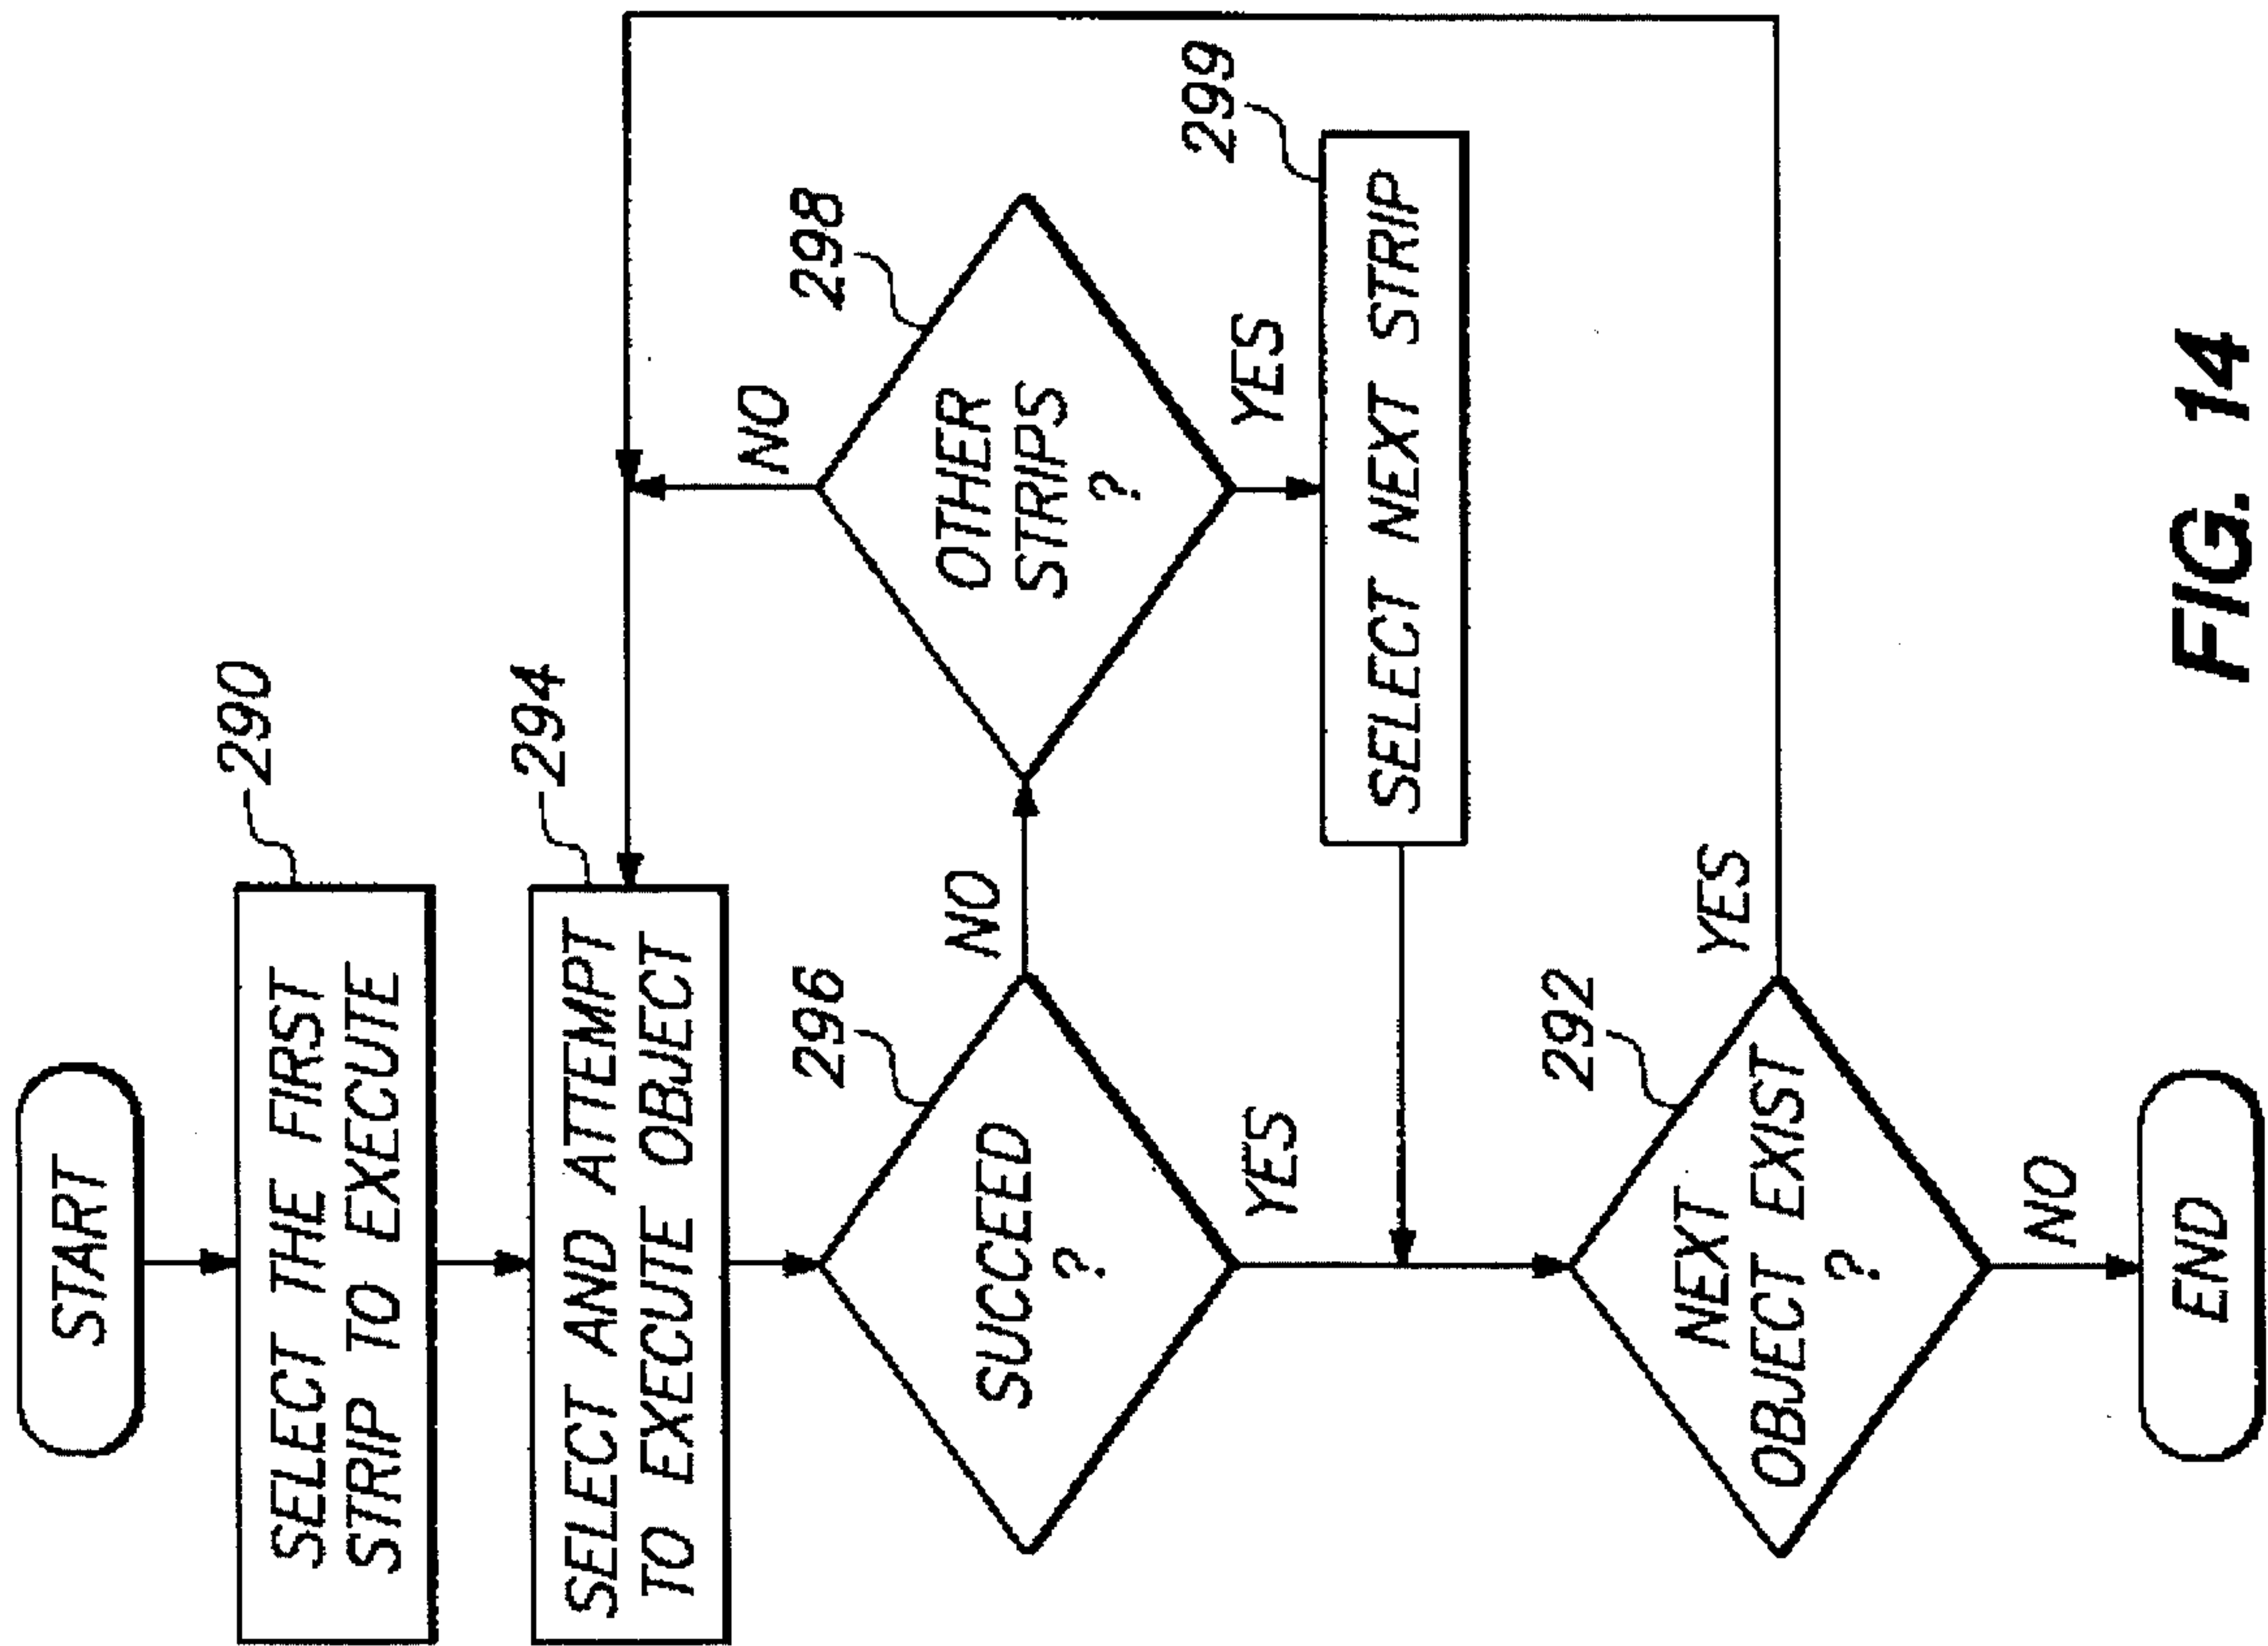 START
SELECT THE FIRST
STRIP TO EXECUTE
290
SELECT AND ATTEMPT
TO EXECUTE OBJECT
294
SUCCEED
?
296
NO
YES
OTHER
STRIPS
?
298
NO
YES
SELECT NEXT STRIP
299
NEXT
OBJECT EXIST
?
292
YES
NO
END
FIG. 14